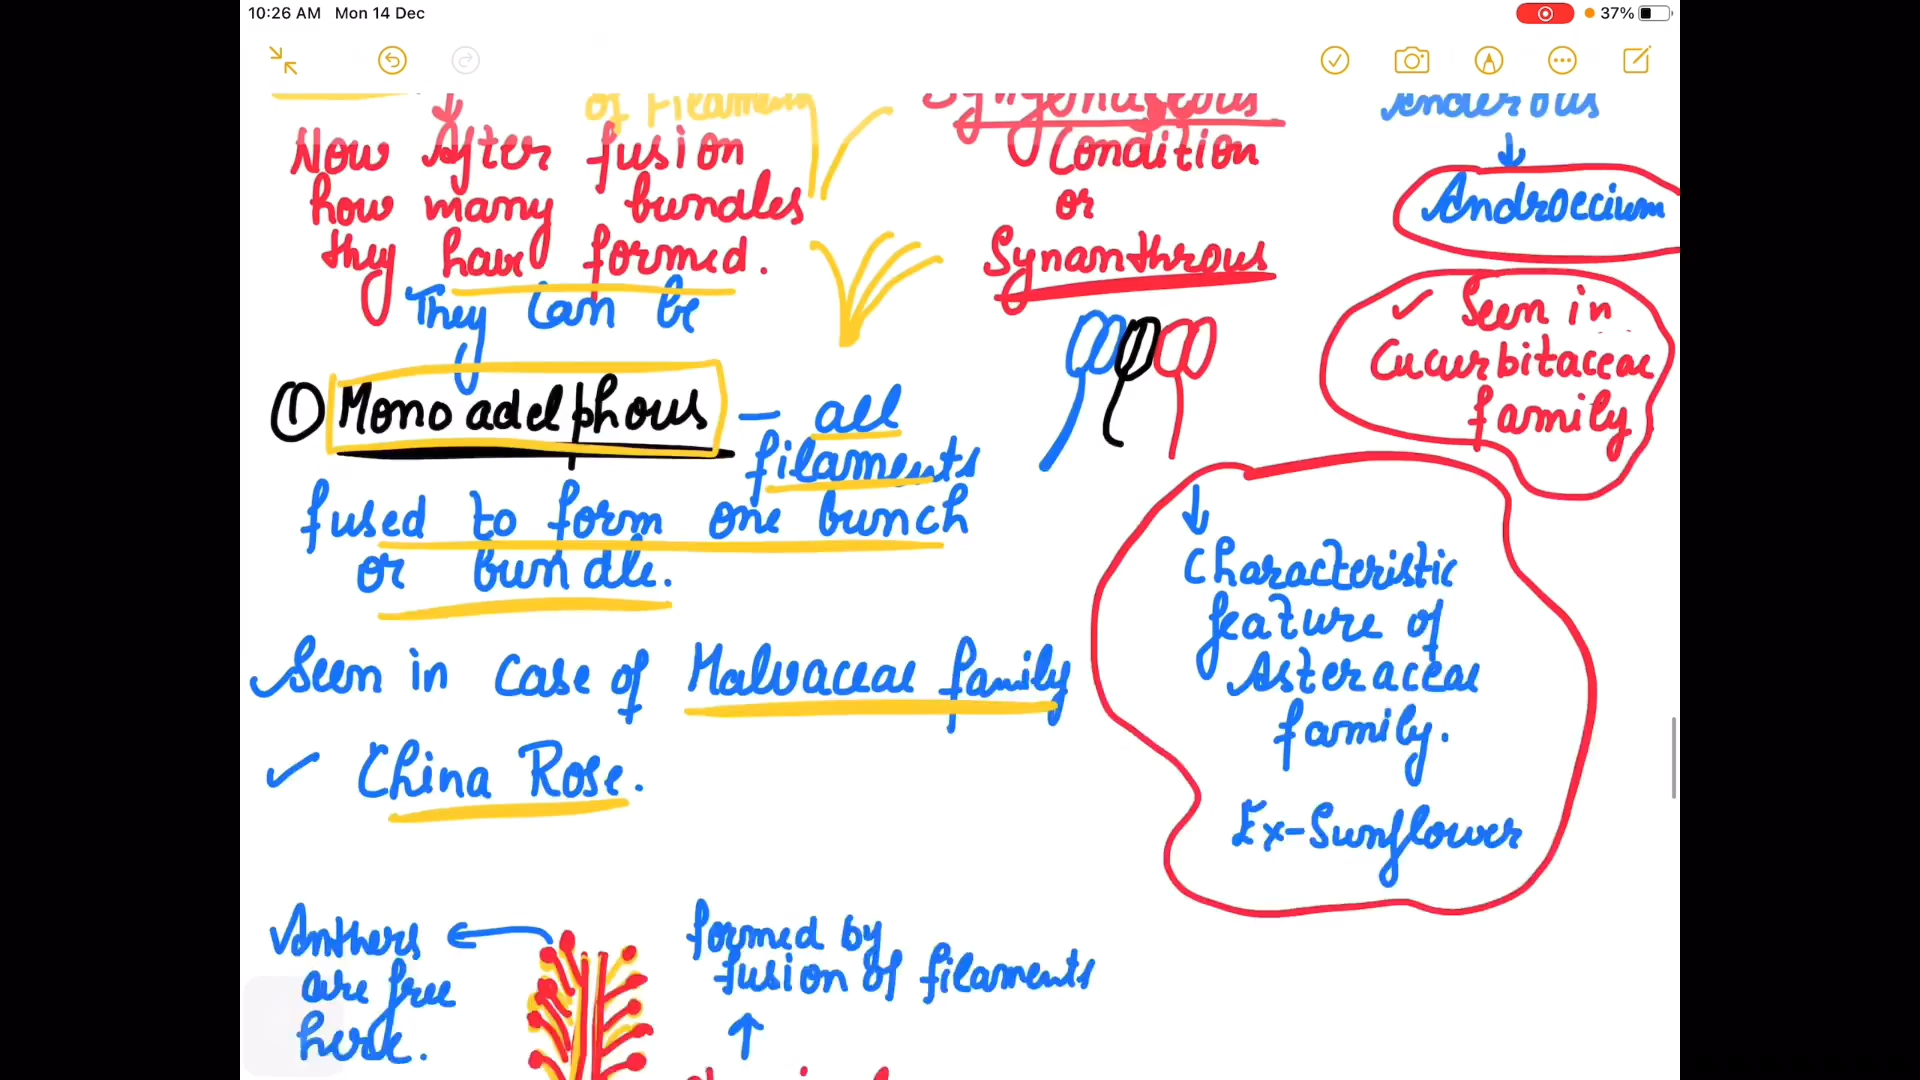 10:26 AM Mon 14 Dec
37%
of Filaments
Now After fusion
how many bundles
they have formed.
They can be
① Monoadelphous – all
filaments
fused to form one bunch
or bundle.
Seen in case of Malvaceae family
✓ China Rose.
Anthers
are free
here.
formed by
fusion of filaments
Condition
or
Synanthrous
Androecium
✓ Seen in
Cucurbitaceae
family
Characteristic
feature of
Asteraceae
family.
Ex-Sunflower